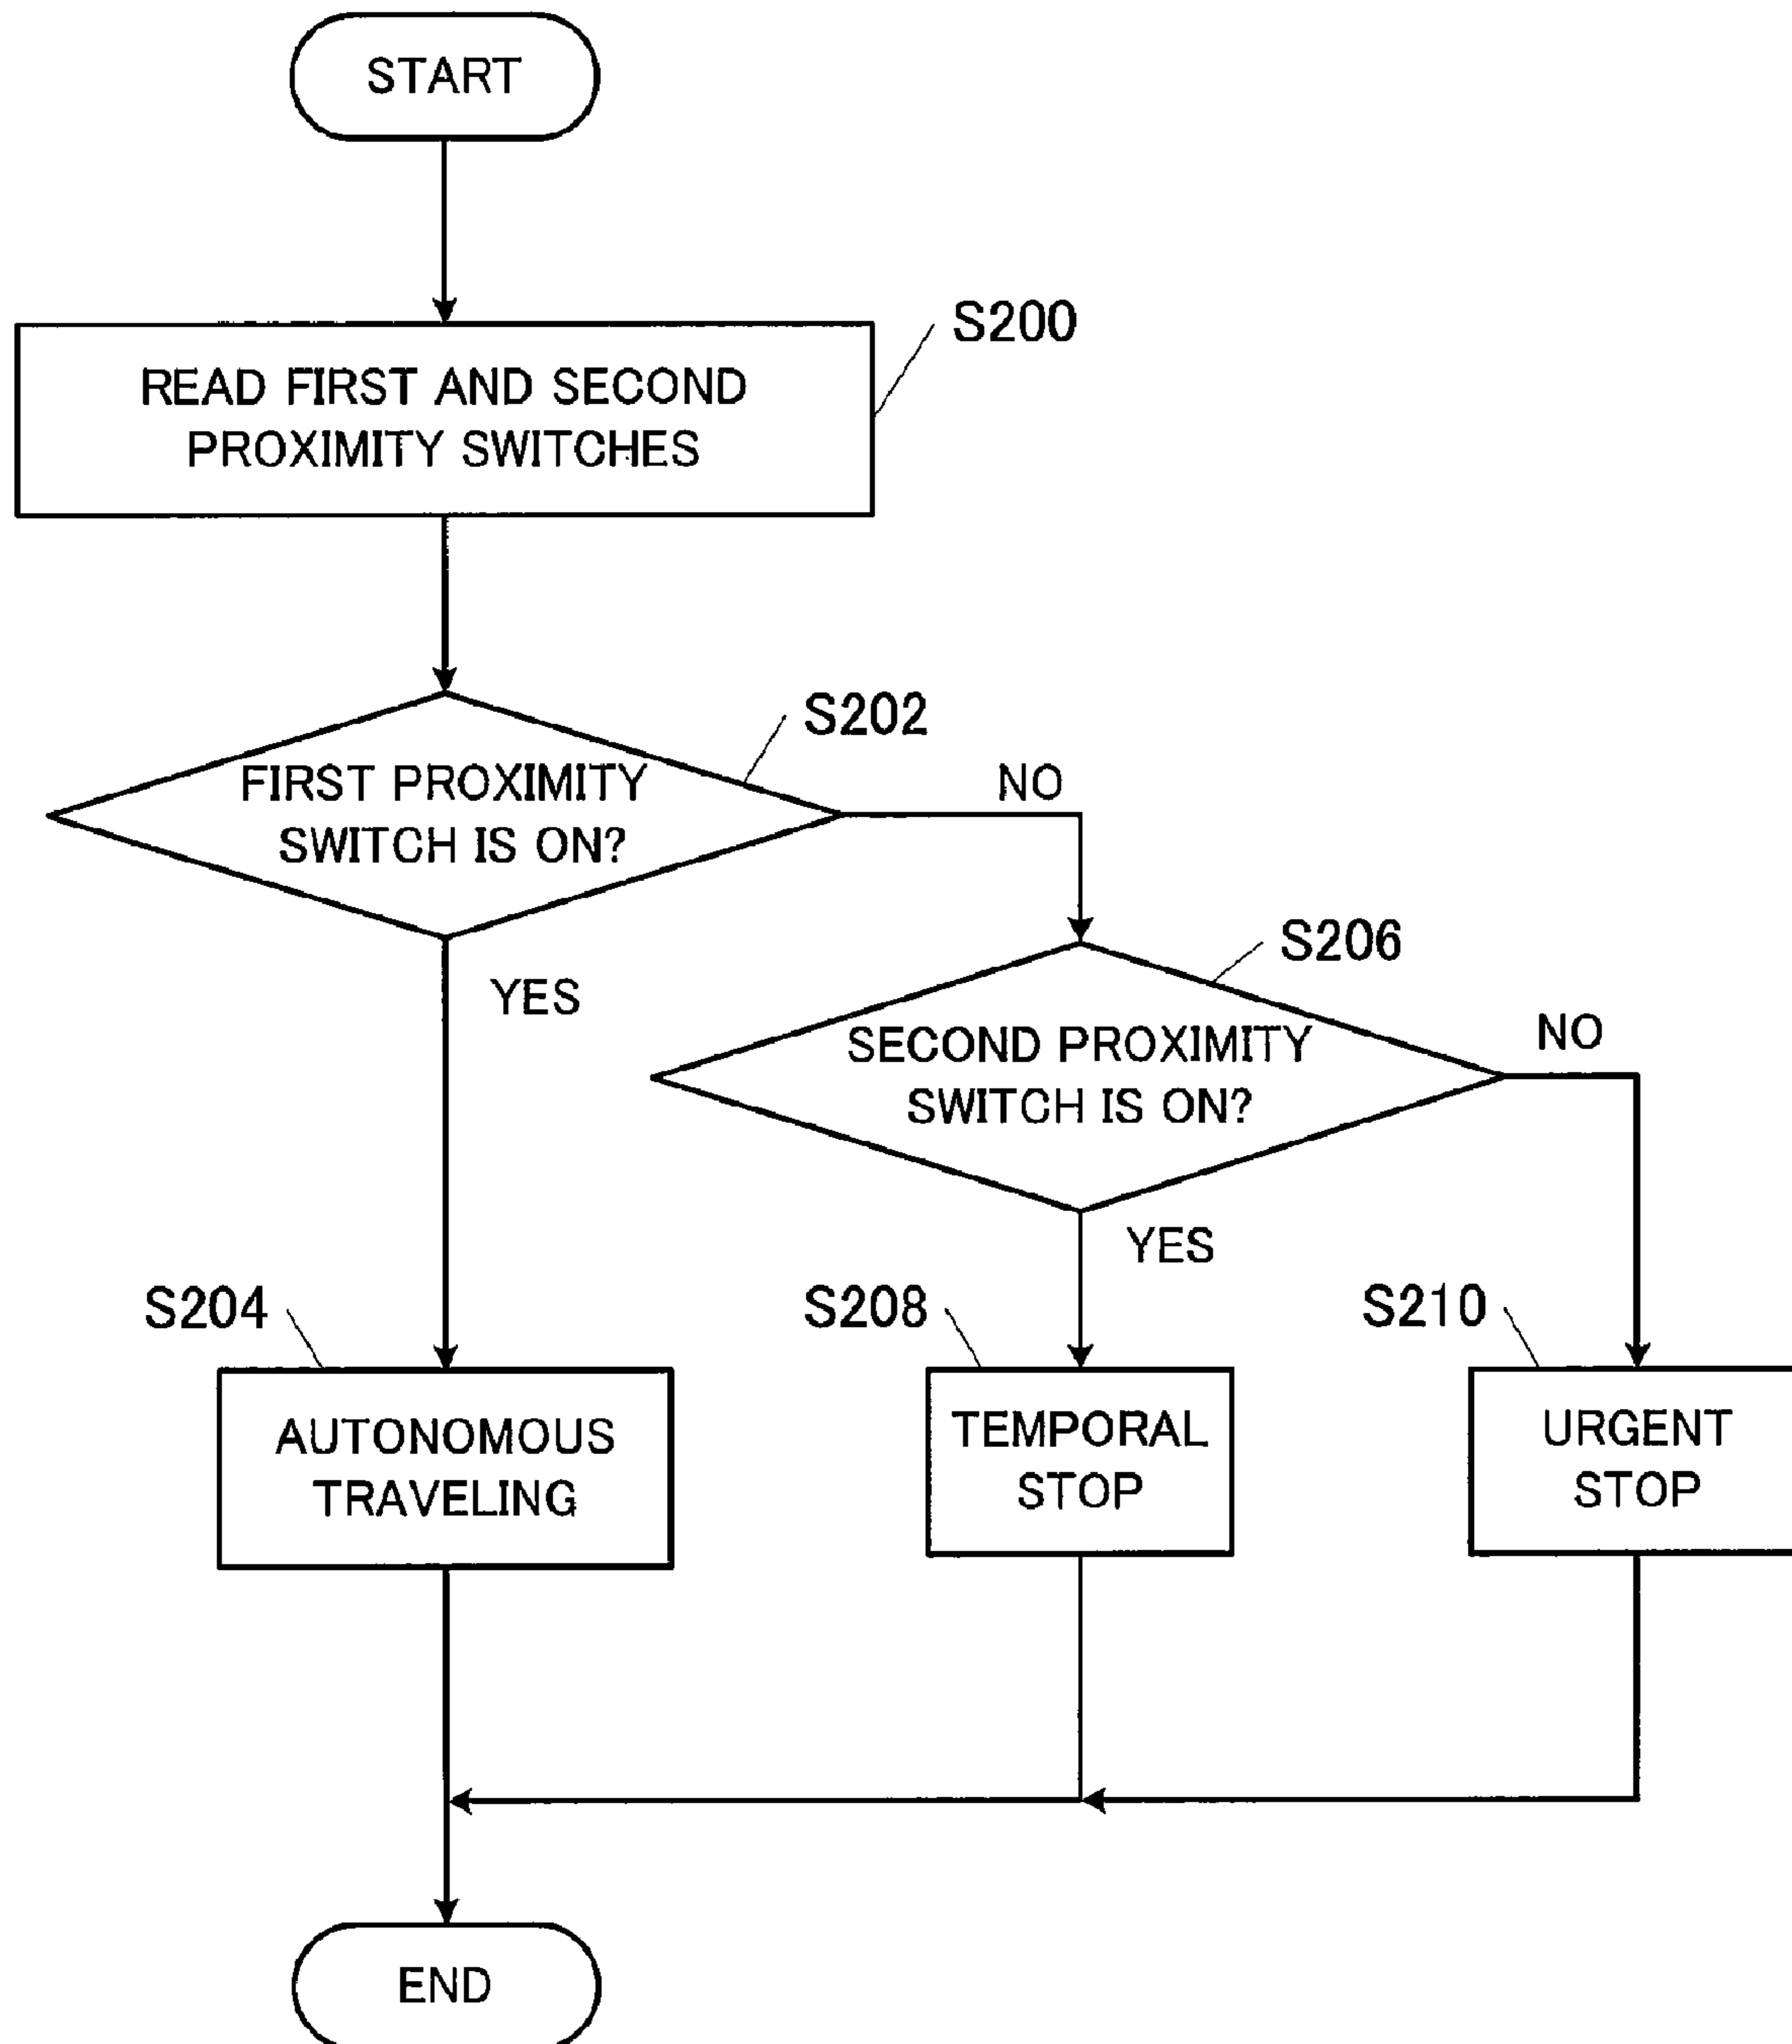 START
S200
READ FIRST AND SECOND
PROXIMITY SWITCHES
S202
FIRST PROXIMITY
SWITCH IS ON?
NO
YES
S206
SECOND PROXIMITY
SWITCH IS ON?
NO
YES
S204
AUTONOMOUS
TRAVELING
S208
TEMPORAL
STOP
S210
URGENT
STOP
END